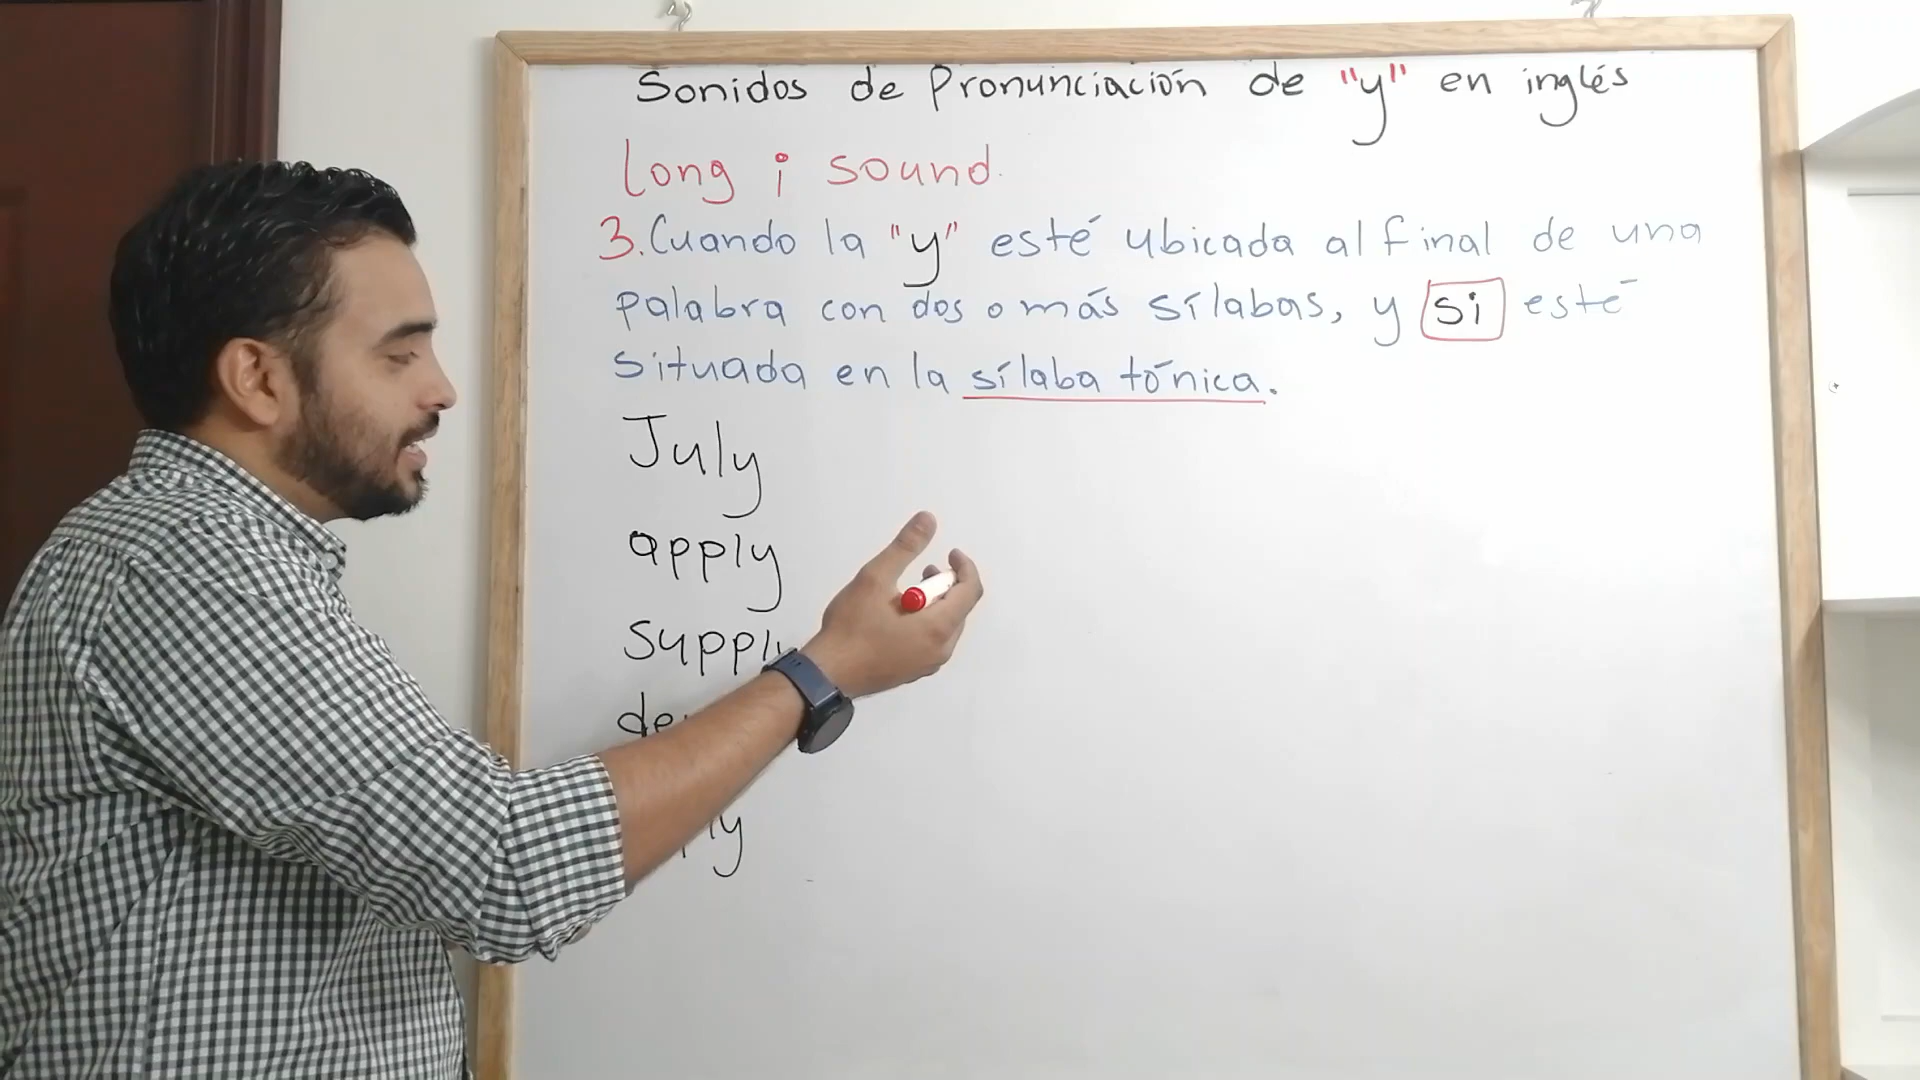 Sonidos de Pronunciación de "y" en inglés
Long i sound.
3. Cuando la "y" esté ubicada al final de una
palabra con dos o más sílabas, y si esté
situada en la sílaba tónica.
July
apply
supply